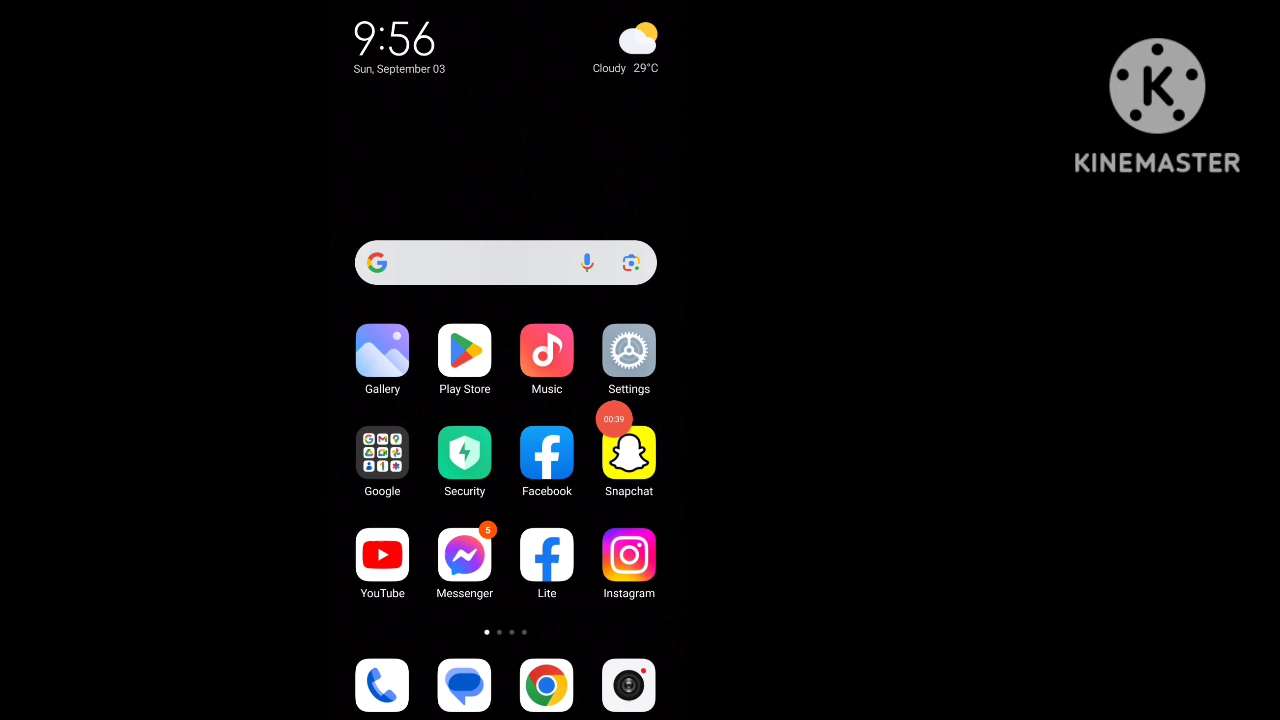 9:56
Sun, September 03
Cloudy 29°C
K
KINEMASTER
Gallery Play Store Music Settings
00:39
Google Security Facebook Snapchat
5
YouTube Messenger Lite Instagram